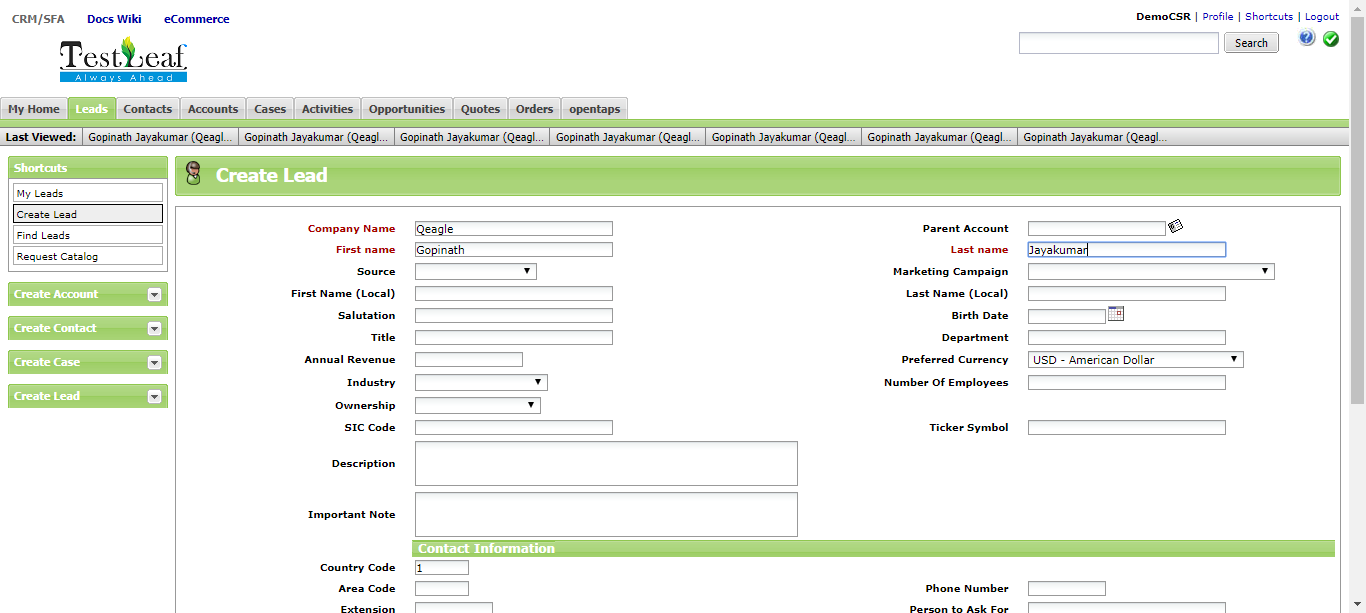 CRM/SFA Docs Wiki eCommerce
DemoCSR | Profile | Shortcuts | Logout
TestLeaf
Always Ahead
Search
My Home Leads Contacts Accounts Cases Activities Opportunities Quotes Orders opentaps
Last Viewed: Gopinath Jayakumar (Qeagl... Gopinath Jayakumar (Qeagl... Gopinath Jayakumar (Qeagl... Gopinath Jayakumar (Qeagl... Gopinath Jayakumar (Qeagl... Gopinath Jayakumar (Qeagl... Gopinath Jayakumar (Qeagl...
Shortcuts
My Leads
Create Lead
Find Leads
Request Catalog
Create Account
Create Contact
Create Case
Create Lead
Create Lead
Company Name Qeagle Parent Account
First name Gopinath Last name Jayakumar
Source Marketing Campaign
First Name (Local) Last Name (Local)
Salutation Birth Date
Title Department
Annual Revenue Preferred Currency USD - American Dollar
Industry Number Of Employees
Ownership
SIC Code Ticker Symbol
Description
Important Note
Contact Information
Country Code 1
Area Code Phone Number
Extension Person to Ask For